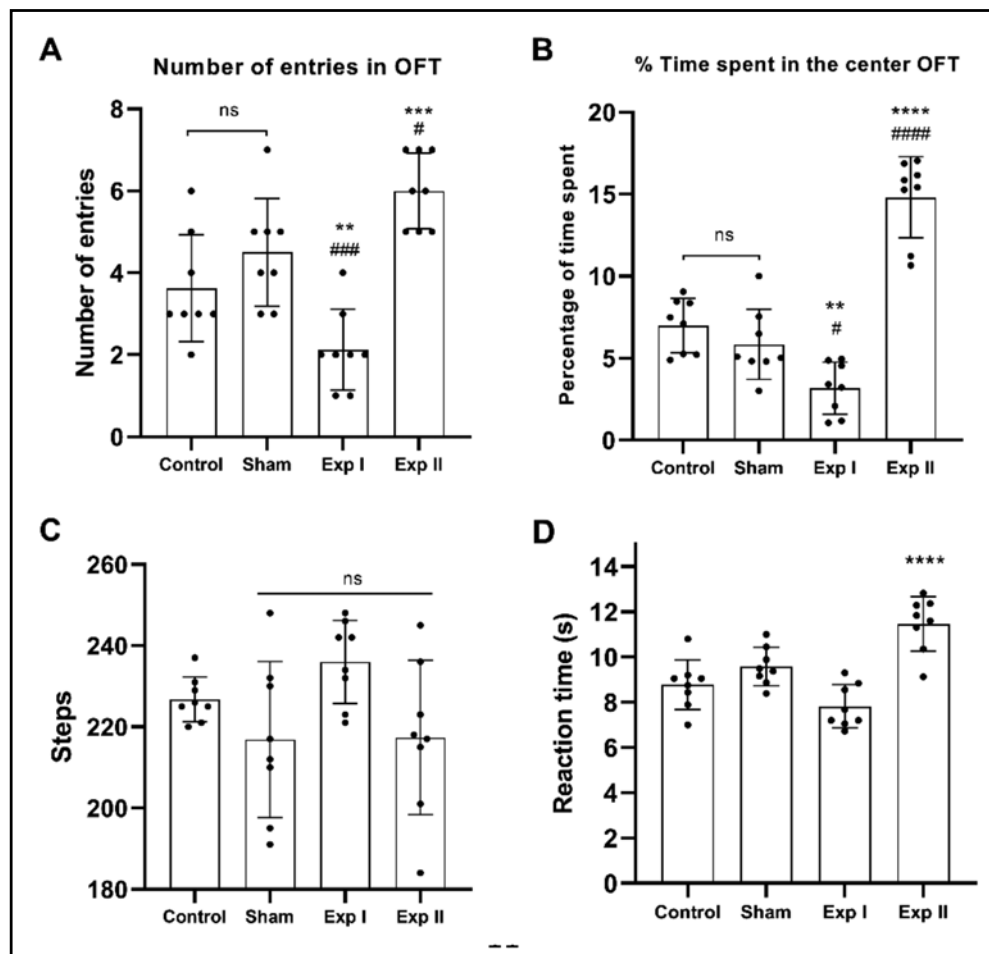 A
Number of entries in OFT
Number of entries
8
6
4
2
0
ns
**
###
***
#
Control Sham Exp I Exp II
B
% Time spent in the center OFT
Percentage of time spent
20
15
10
5
0
ns
**
#
****
####
Control Sham Exp I Exp II
C
Steps
260
240
220
200
180
ns
Control Sham Exp I Exp II
D
Reaction time (s)
14
12
10
8
6
4
2
0
****
Control Sham Exp I Exp II